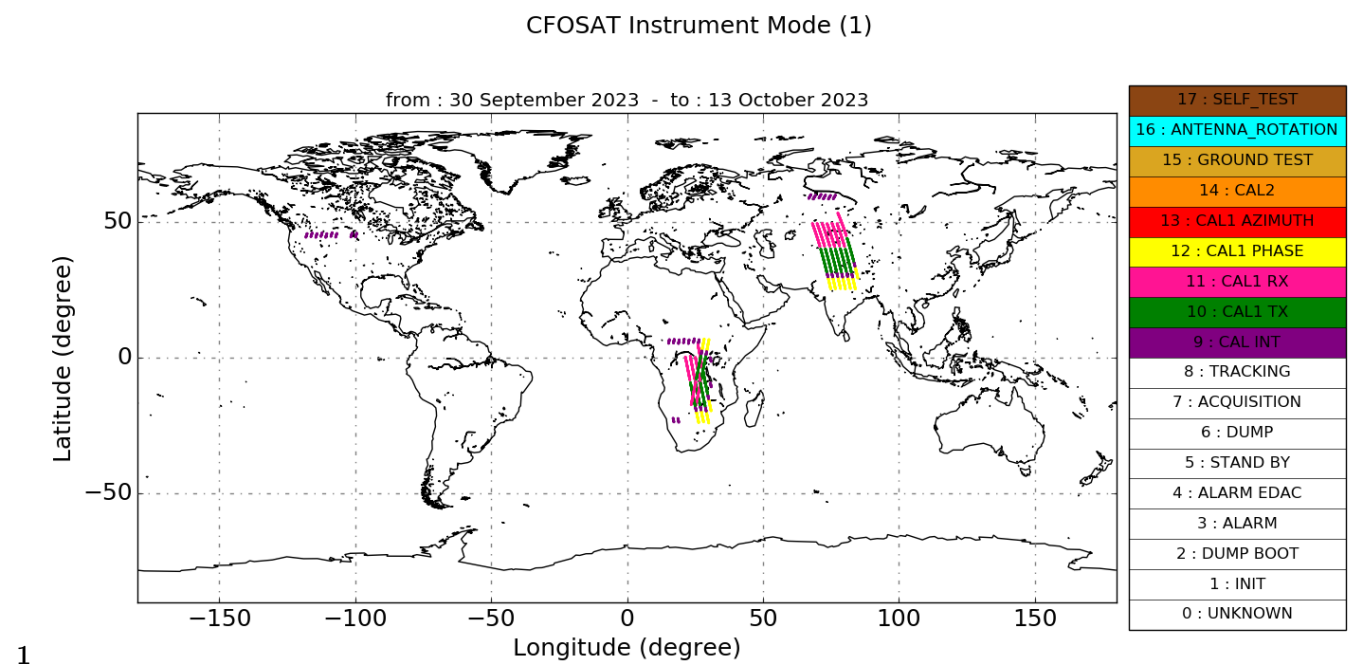 CFOSAT Instrument Mode (1)
from : 30 September 2023 - to : 13 October 2023
17 : SELF_TEST
16 : ANTENNA_ROTATION
15 : GROUND TEST
14 : CAL2
13 : CAL1 AZIMUTH
12 : CAL1 PHASE
11 : CAL1 RX
10 : CAL1 TX
9 : CAL INT
8 : TRACKING
7 : ACQUISITION
6 : DUMP
5 : STAND BY
4 : ALARM EDAC
3 : ALARM
2 : DUMP BOOT
1 : INIT
0 : UNKNOWN
Latitude (degree)
50
0
−50
−150 −100 −50 0 50 100 150
Longitude (degree)
1